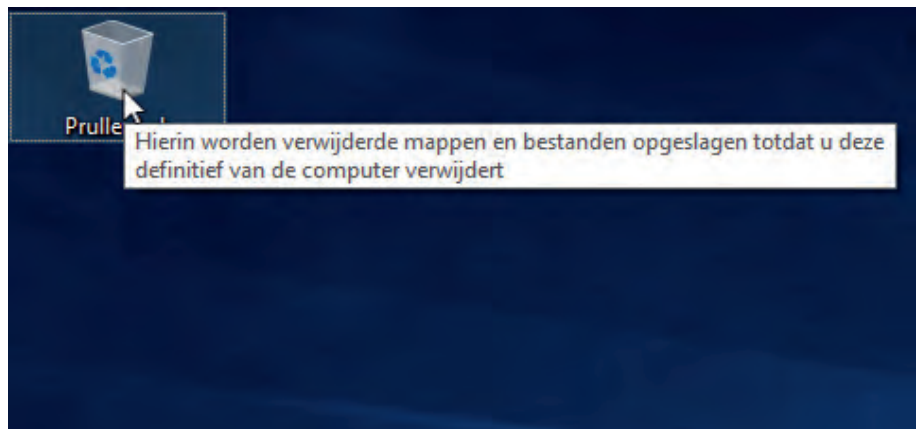 Hierin worden verwijderde mappen en bestanden opgeslagen totdat u deze
definitief van de computer verwijdert